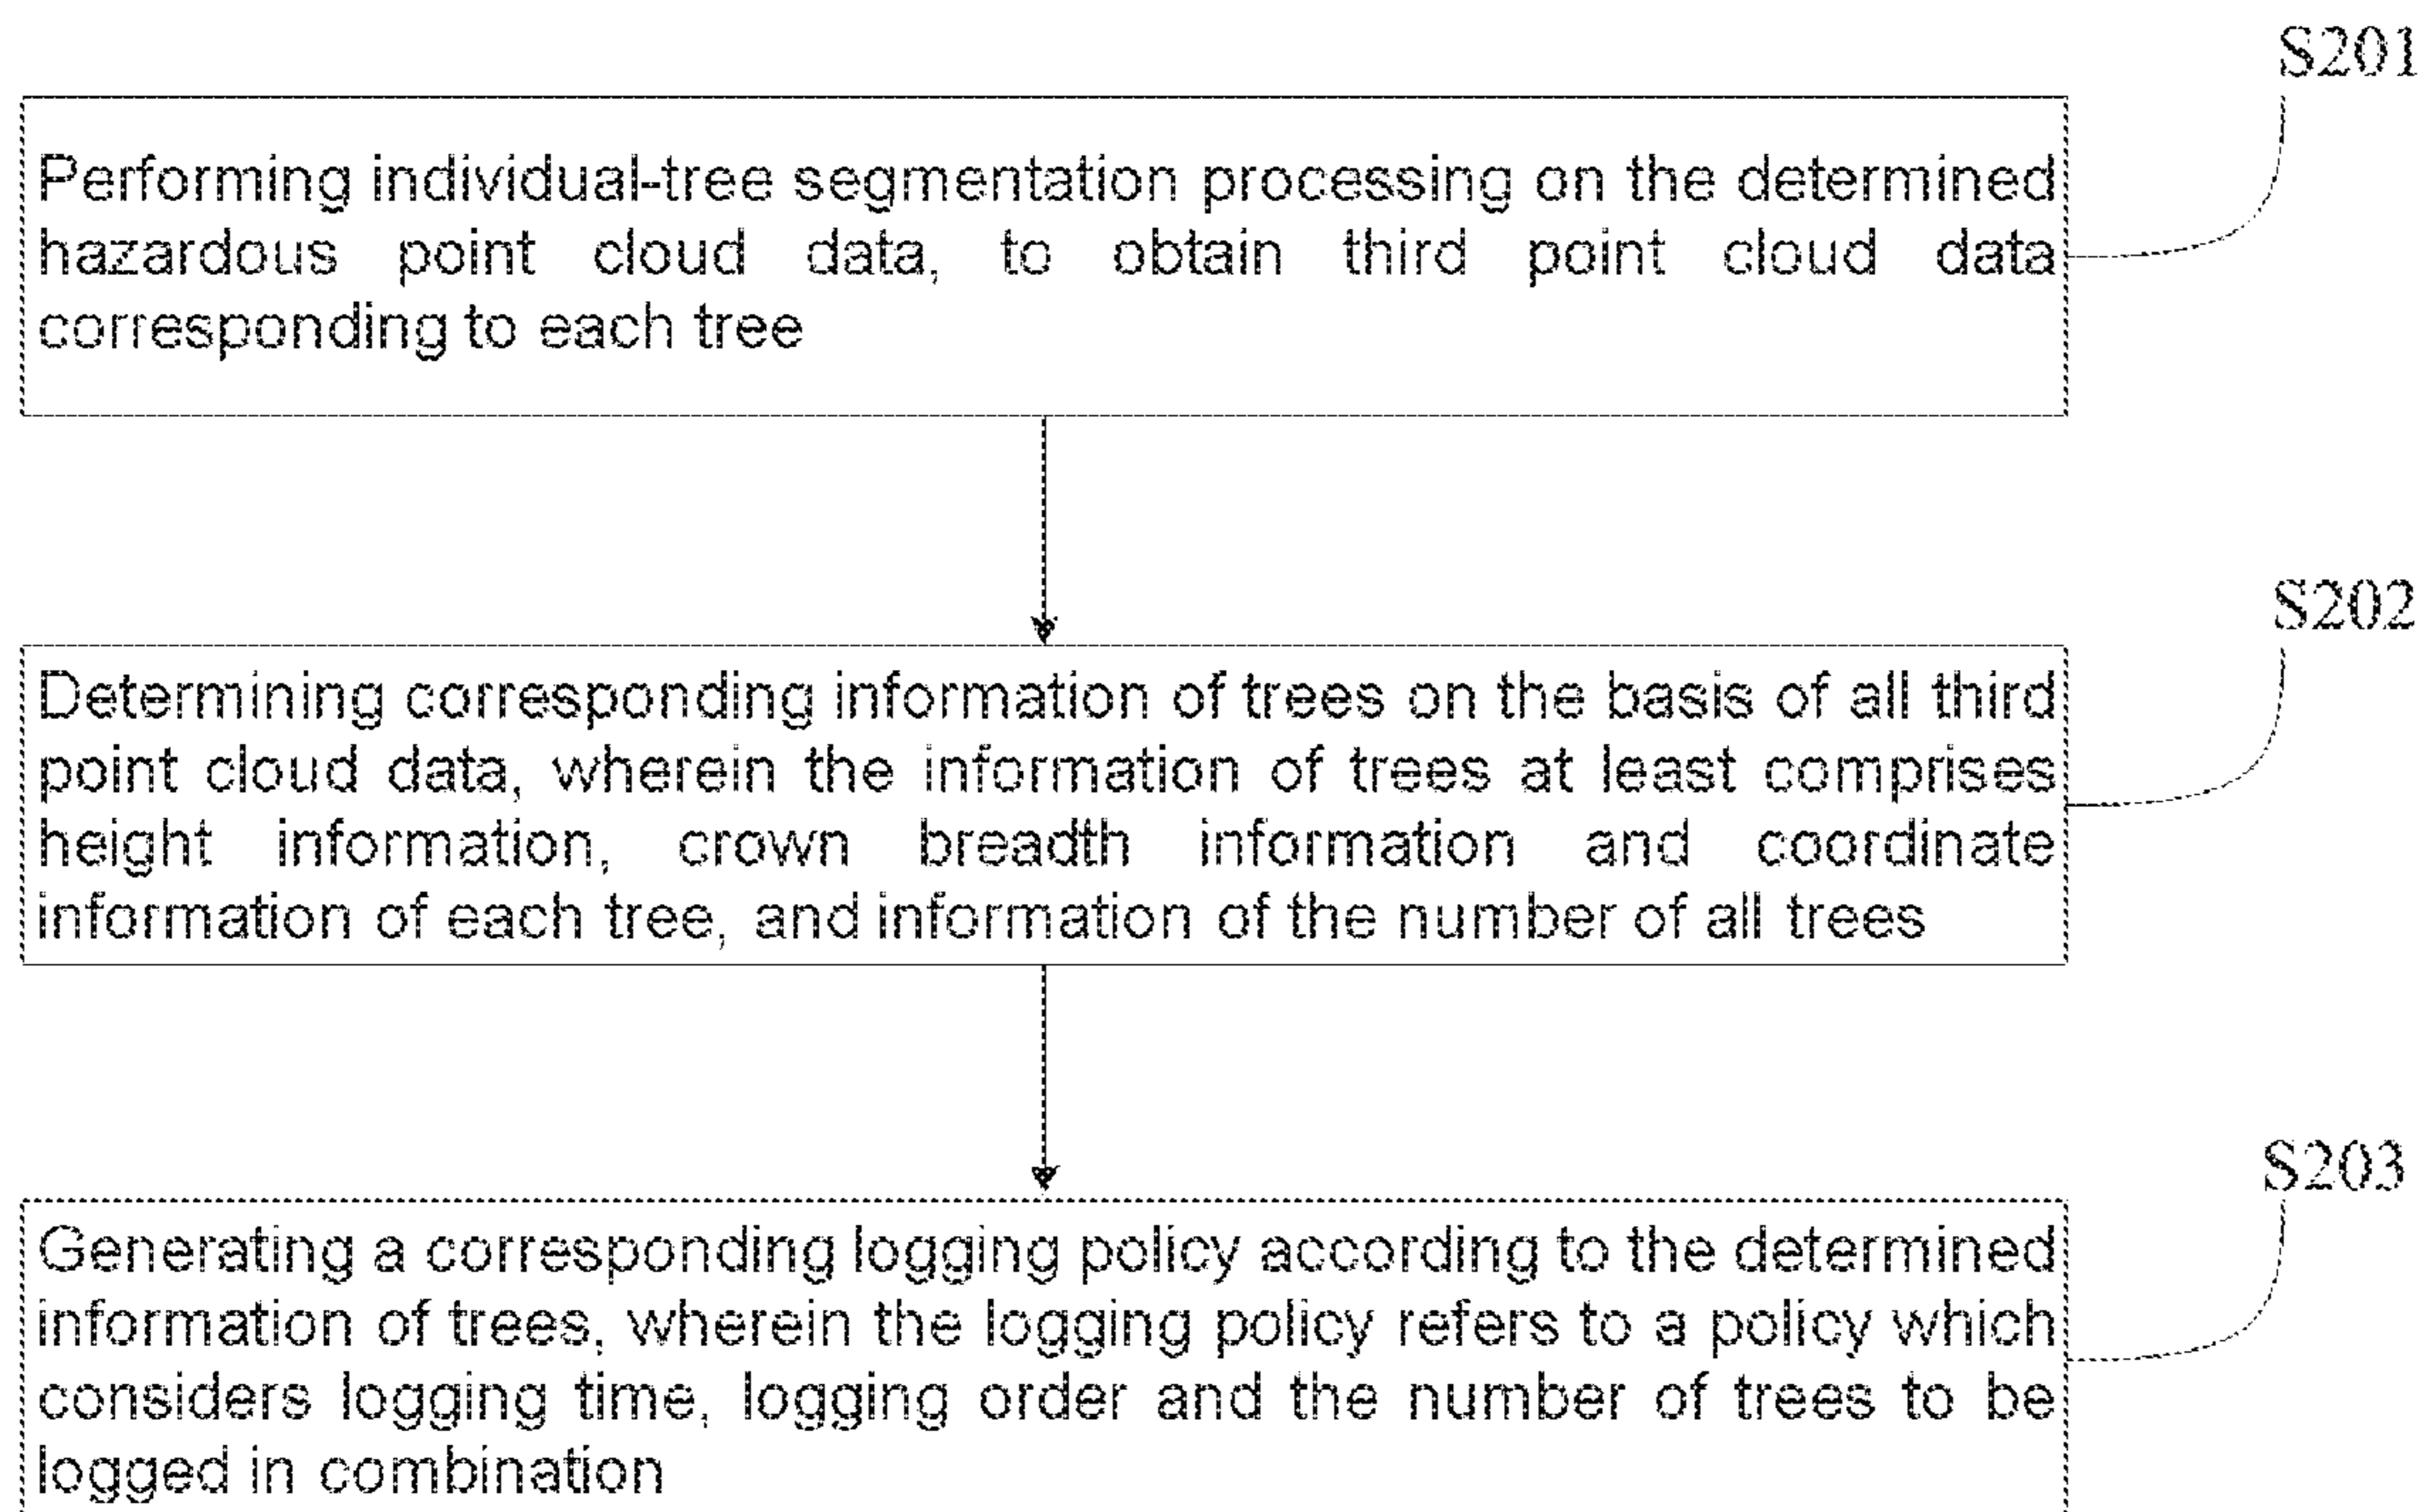 S201
Performing individual-tree segmentation processing on the determined
hazardous point cloud data, to obtain third point cloud data
corresponding to each tree
S202
Determining corresponding information of trees on the basis of all third
point cloud data, wherein the information of trees at least comprises
height information, crown breadth information and coordinate
information of each tree, and information of the number of all trees
S203
Generating a corresponding logging policy according to the determined
information of trees, wherein the logging policy refers to a policy which
considers logging time, logging order and the number of trees to be
logged in combination